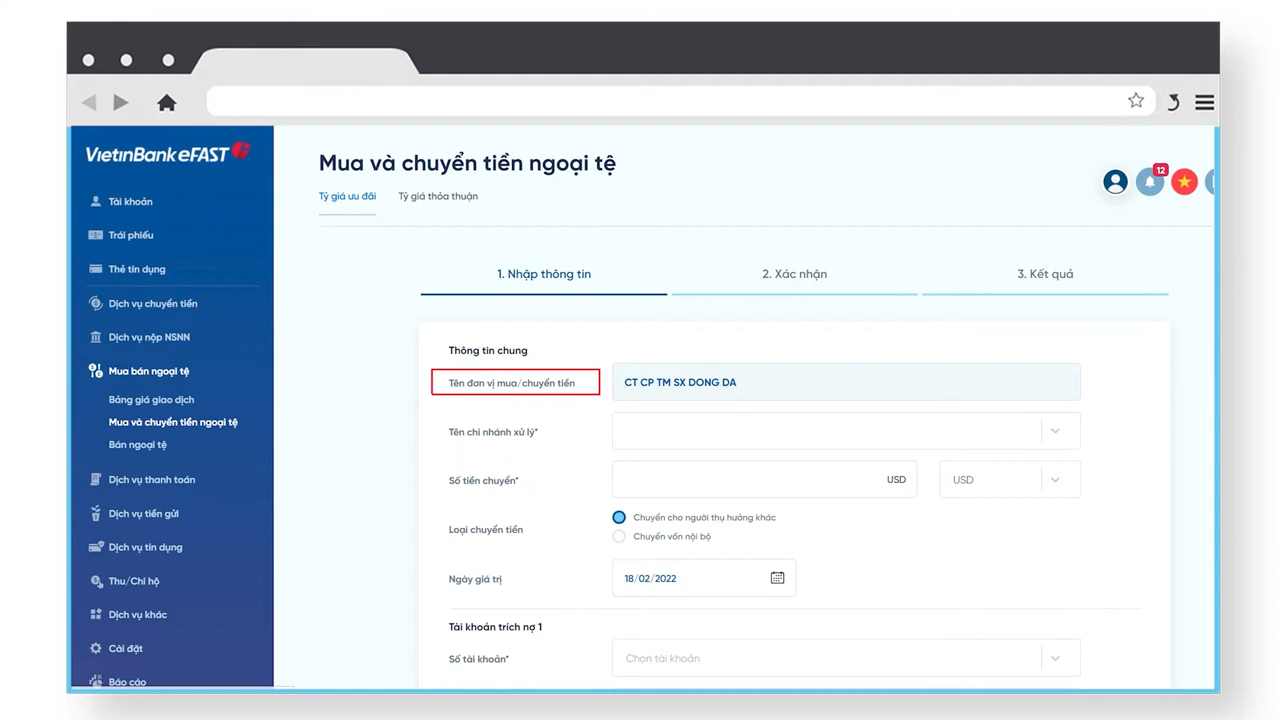 VietinBank eFAST
Tài khoản
Trái phiếu
Thẻ tín dụng
Dịch vụ chuyển tiền
Dịch vụ nộp NSNN
Mua bán ngoại tệ
Bảng giá giao dịch
Mua và chuyển tiền ngoại tệ
Bán ngoại tệ
Dịch vụ thanh toán
Dịch vụ tiền gửi
Dịch vụ tín dụng
Thu/Chi hộ
Dịch vụ khác
Cài đặt
Báo cáo
Mua và chuyển tiền ngoại tệ
12
Tỷ giá ưu đãi Tỷ giá thỏa thuận
1. Nhập thông tin 2. Xác nhận 3. Kết quả
Thông tin chung
Tên đơn vị mua/chuyển tiền CT CP TM SX DONG DA
Tên chi nhánh xử lý*
Số tiền chuyển* USD USD
Loại chuyển tiền
Chuyển cho người thụ hưởng khác
Chuyển vốn nội bộ
Ngày giá trị 18/02/2022
Tài khoản trích nợ 1
Số tài khoản* Chọn tài khoản